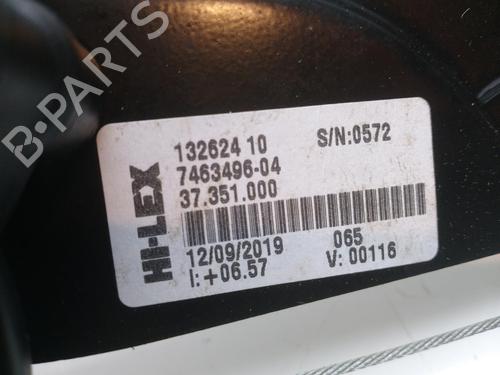 B-PARTS
HI-LEX
132624 10 S/N:0572
7463496-04
37.351.000
12/09/2019 065
I:+06.57 V: 00116